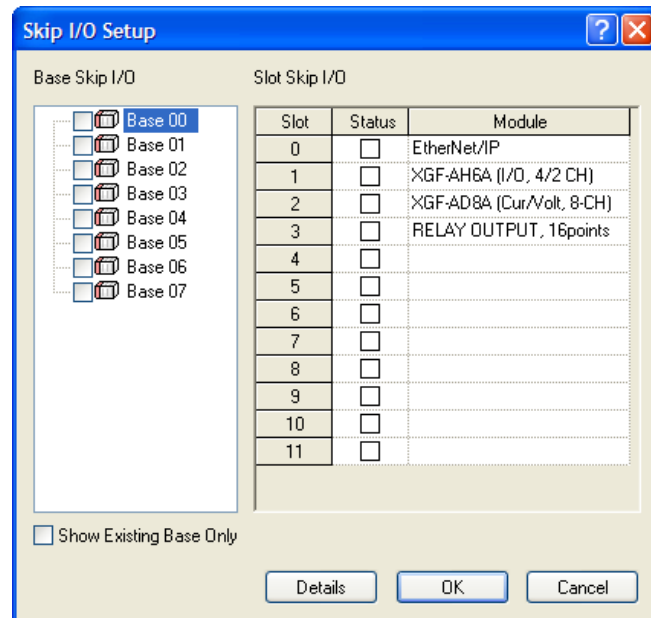 Skip I/O Setup
Base Skip I/O
Base 00
Base 01
Base 02
Base 03
Base 04
Base 05
Base 06
Base 07
Show Existing Base Only
Slot Skip I/O
Slot Status Module
0 EtherNet/IP
1 XGF-AH6A (I/O, 4/2 CH)
2 XGF-AD8A (Cur/Volt, 8-CH)
3 RELAY OUTPUT, 16points
4
5
6
7
8
9
10
11
Details OK Cancel